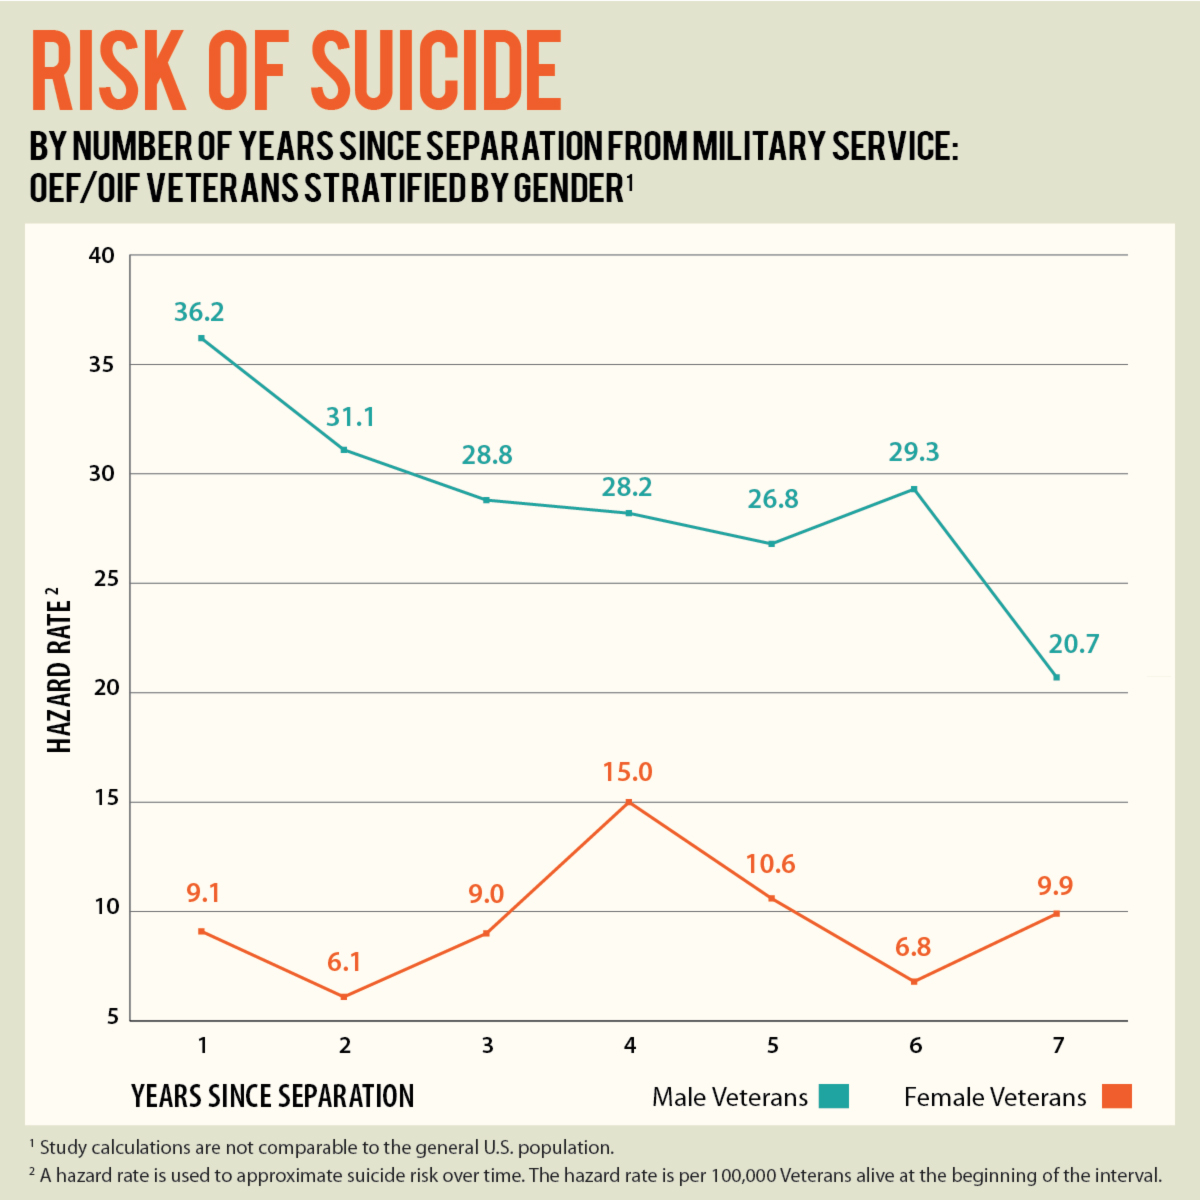 RISK OF SUICIDE
BY NUMBER OF YEARS SINCE SEPARATION FROM MILITARY SERVICE:
OEF/OIF VETERANS STRATIFIED BY GENDER¹
40
35
30
25
20
15
10
5
HAZARD RATE ²
36.2
31.1
28.8
28.2
26.8
29.3
20.7
9.1
6.1
9.0
15.0
10.6
6.8
9.9
1 2 3 4 5 6 7
YEARS SINCE SEPARATION
Male Veterans
Female Veterans
¹ Study calculations are not comparable to the general U.S. population.
² A hazard rate is used to approximate suicide risk over time. The hazard rate is per 100,000 Veterans alive at the beginning of the interval.